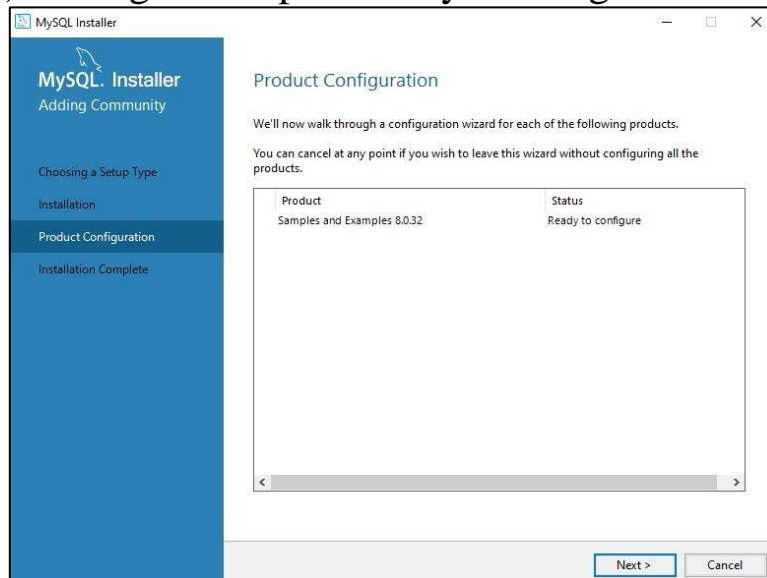 MySQL Installer
MySQL. Installer
Adding Community
Choosing a Setup Type
Installation
Product Configuration
Installation Complete
Product Configuration
We'll now walk through a configuration wizard for each of the following products.
You can cancel at any point if you wish to leave this wizard without configuring all the
products.
Product Status
Samples and Examples 8.0.32 Ready to configure
Next > Cancel